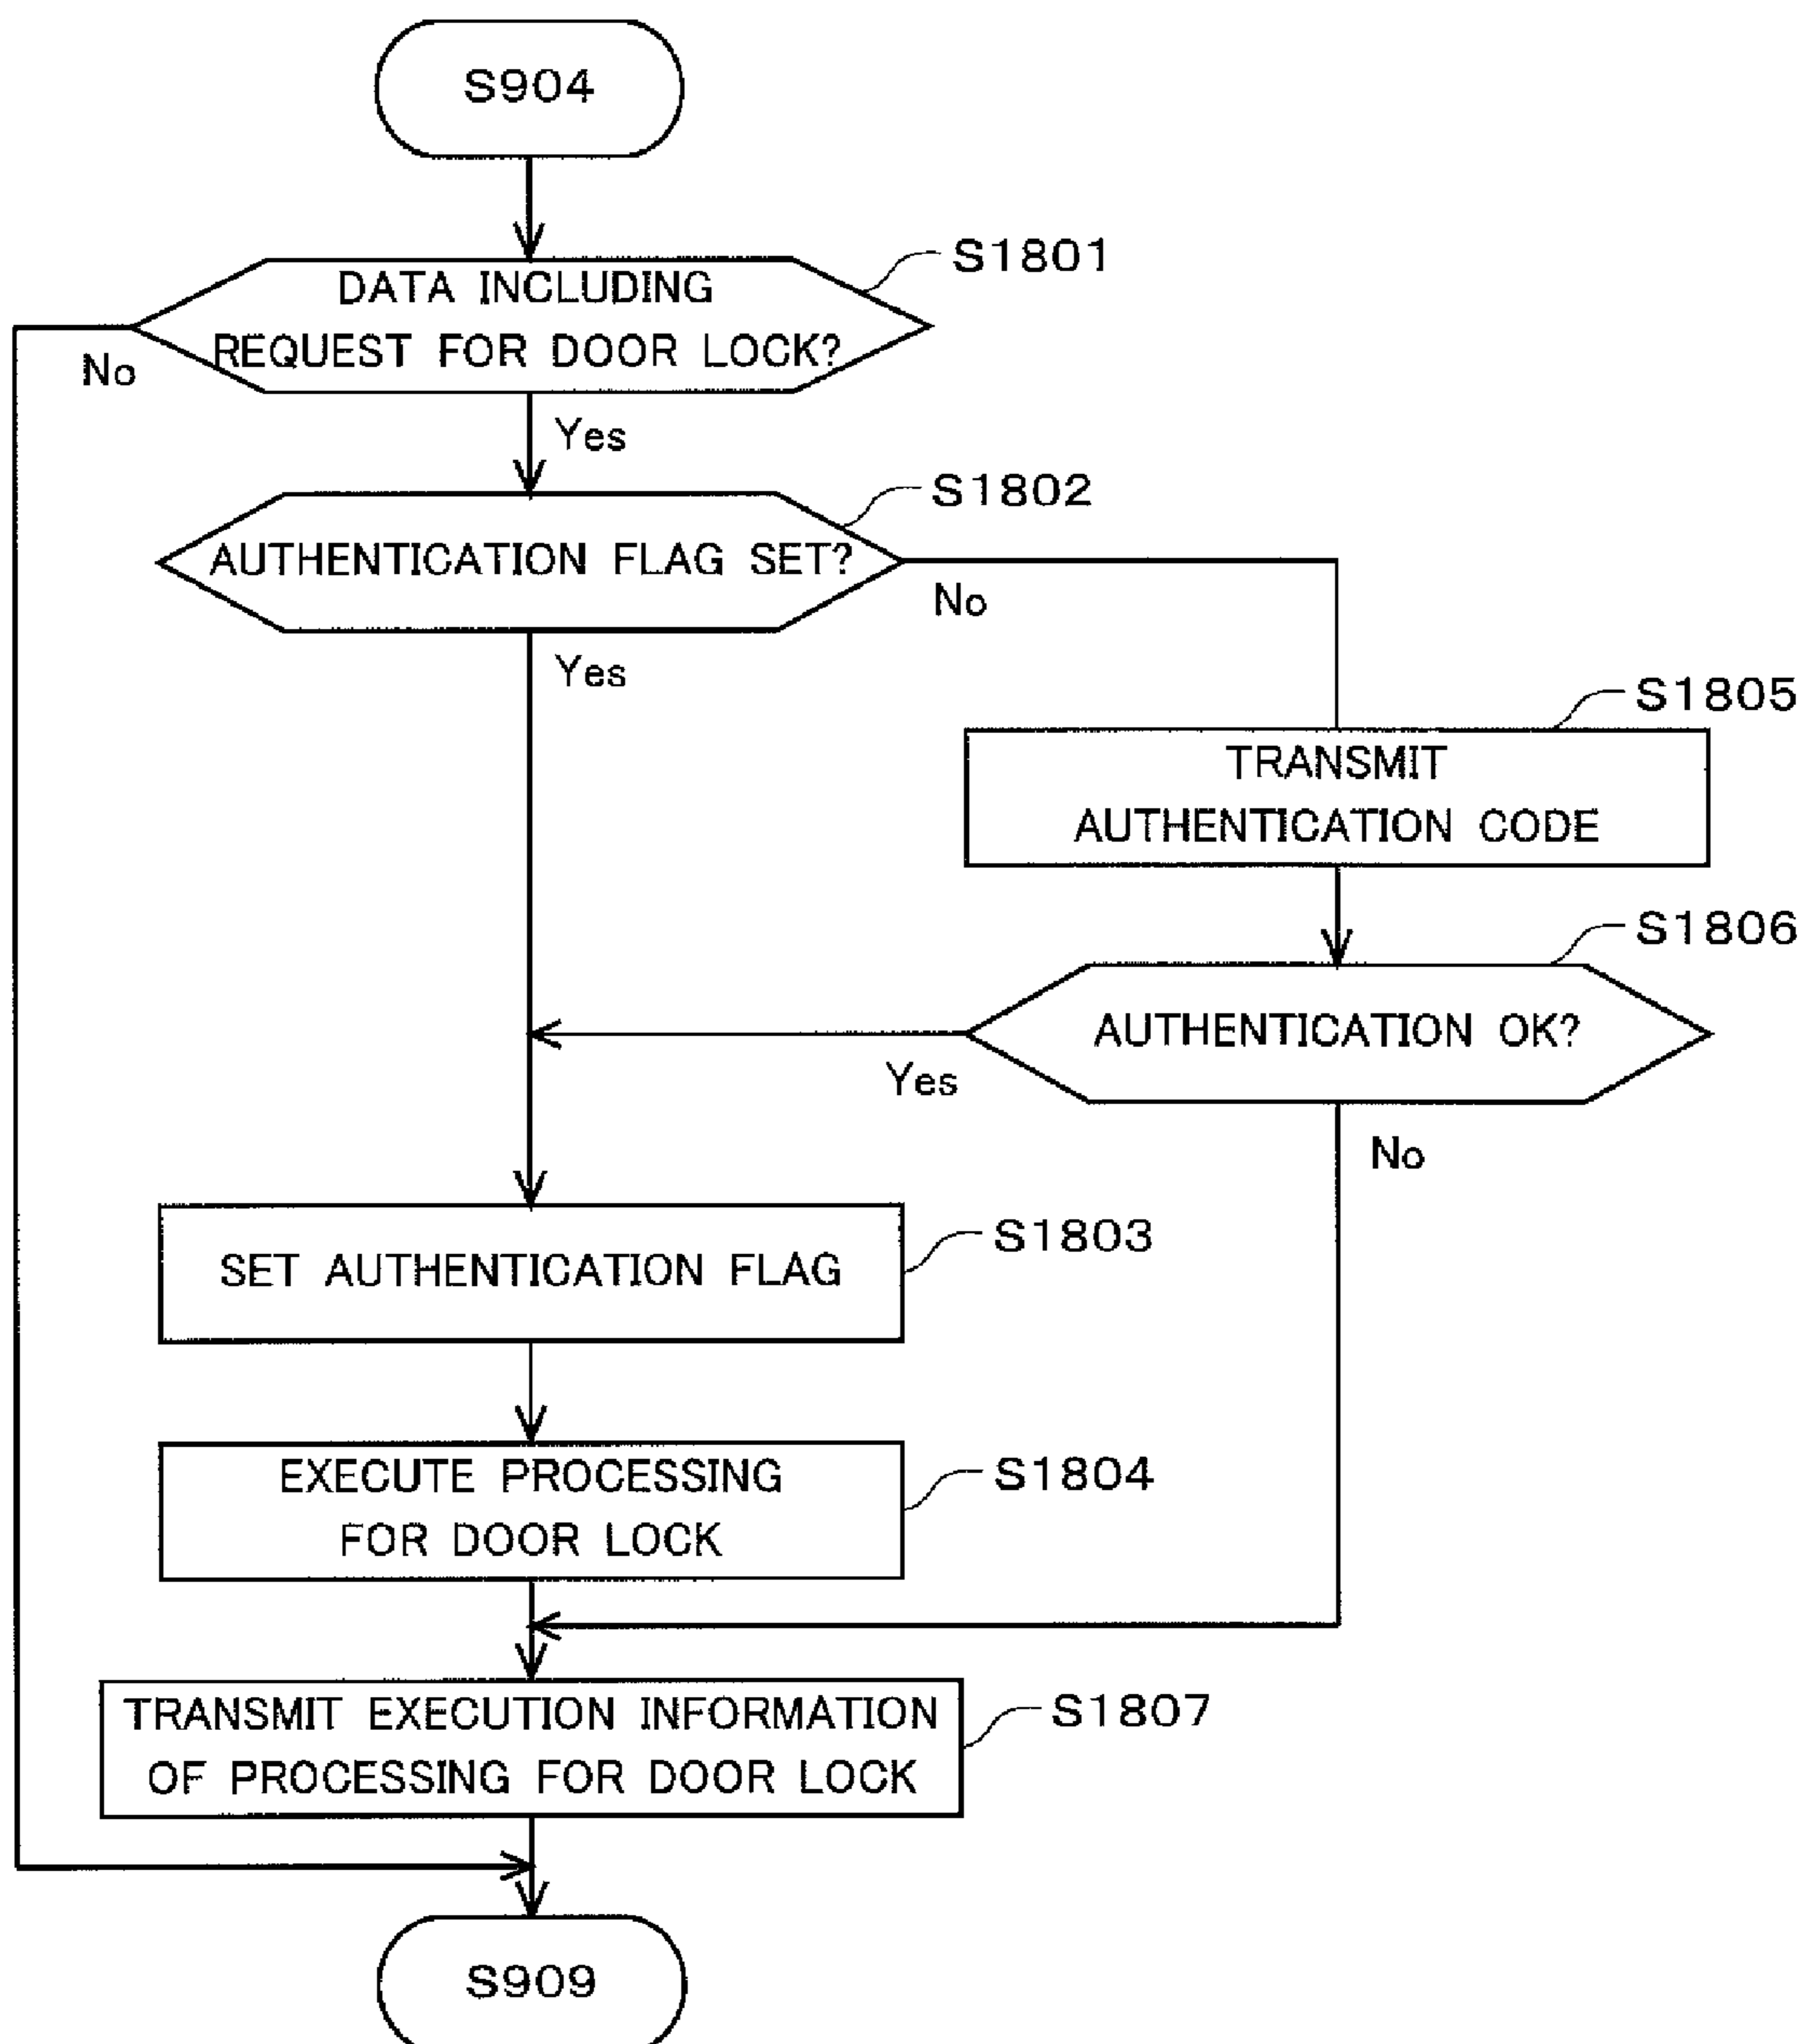 S904
S1801
DATA INCLUDING
REQUEST FOR DOOR LOCK?
No
Yes
S1802
AUTHENTICATION FLAG SET?
No
Yes
S1805
TRANSMIT
AUTHENTICATION CODE
S1806
AUTHENTICATION OK?
Yes
No
S1803
SET AUTHENTICATION FLAG
S1804
EXECUTE PROCESSING
FOR DOOR LOCK
S1807
TRANSMIT EXECUTION INFORMATION
OF PROCESSING FOR DOOR LOCK
S909